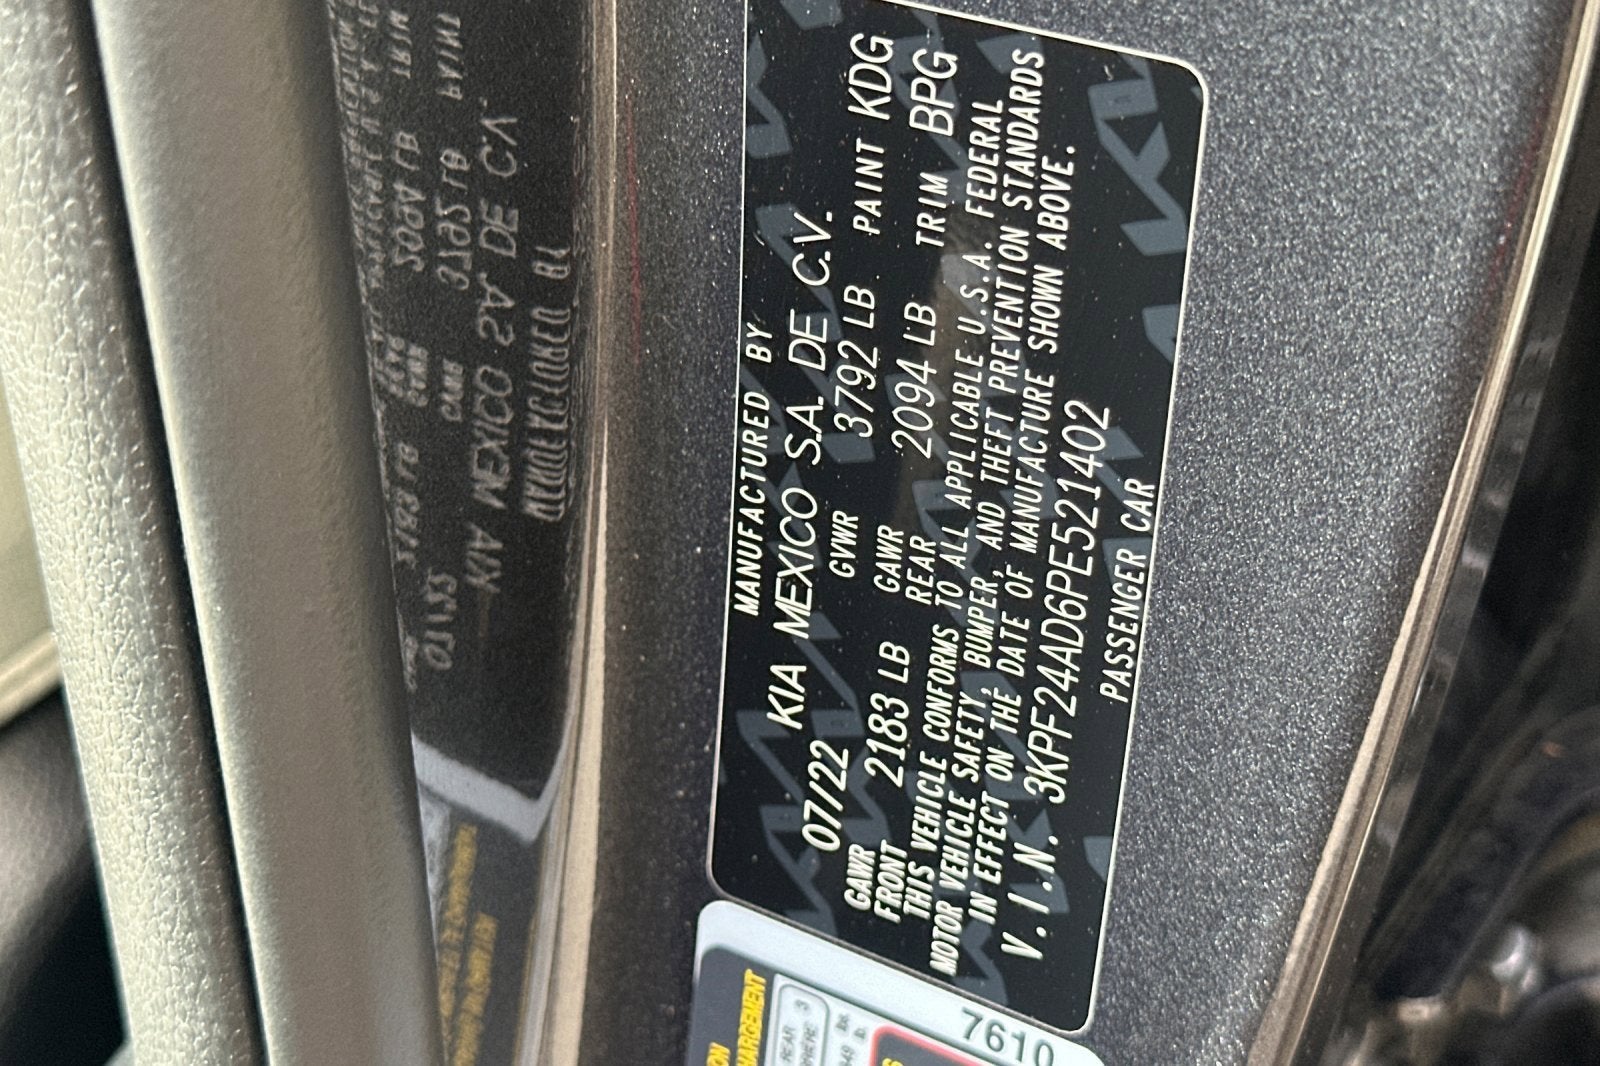 MANUFACTURED BY
KIA MEXICO S.A. DE C.V.
07/22 GVWR 3792 LB PAINT KDG
GAWR FRONT 2183 LB GAWR REAR 2094 LB TRIM BPG
THIS VEHICLE CONFORMS TO ALL APPLICABLE U.S.A. FEDERAL
MOTOR VEHICLE SAFETY, BUMPER, AND THEFT PREVENTION STANDARDS
IN EFFECT ON THE DATE OF MANUFACTURE SHOWN ABOVE.
V.I.N. 3KPF24AD6PE521402
PASSENGER CAR
7610
REAR 3